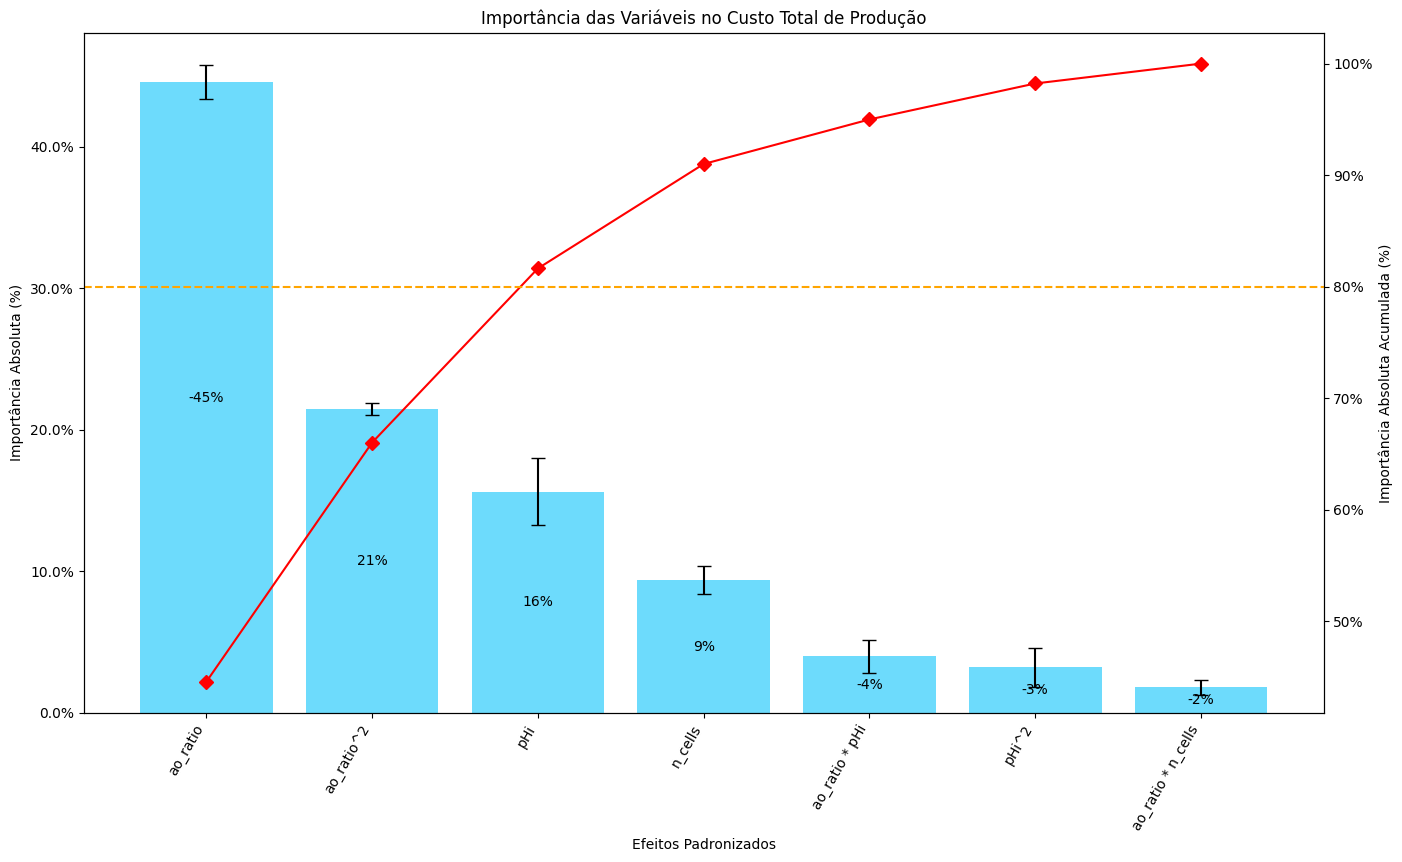 Importância das Variáveis no Custo Total de Produção
Importância Absoluta (%)
40.0%
30.0%
20.0%
10.0%
0.0%
-45%
21%
16%
9%
-4%
-3%
-2%
100%
90%
80%
70%
60%
50%
Importância Absoluta Acumulada (%)
ao_ratio
ao_ratio^2
pHi
n_cells
ao_ratio * pHi
pHi^2
ao_ratio * n_cells
Efeitos Padronizados